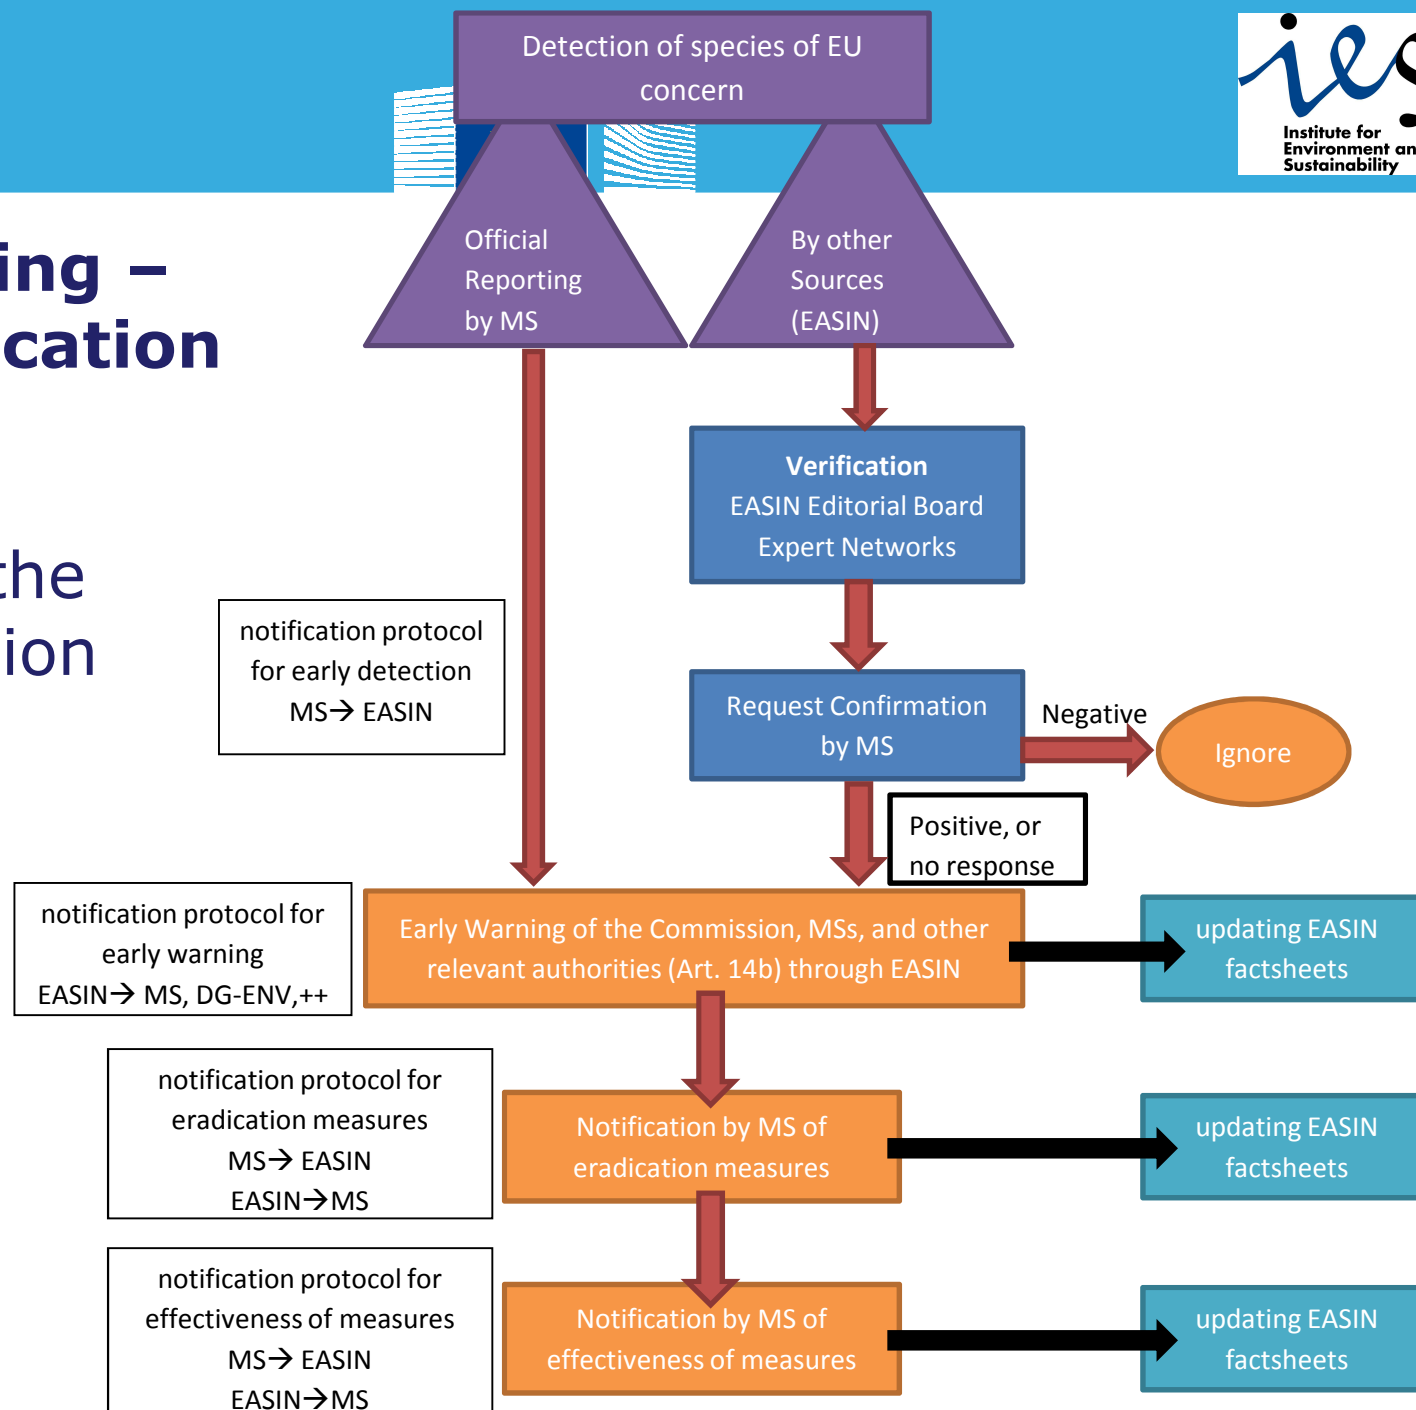 Detection of species of EU
concern
ies
Institute for
Environment an
Sustainability
ing –
cation
the
tion
Official
Reporting
by MS
By other
Sources
(EASIN)
Verification
EASIN Editorial Board
Expert Networks
notification protocol
for early detection
MS→ EASIN
Request Confirmation
by MS
Negative
Ignore
Positive, or
no response
notification protocol for
early warning
EASIN→ MS, DG-ENV,++
Early Warning of the Commission, MSs, and other
relevant authorities (Art. 14b) through EASIN
updating EASIN
factsheets
notification protocol for
eradication measures
MS→ EASIN
EASIN→MS
Notification by MS of
eradication measures
updating EASIN
factsheets
notification protocol for
effectiveness of measures
MS→ EASIN
EASIN→MS
Notification by MS of
effectiveness of measures
updating EASIN
factsheets